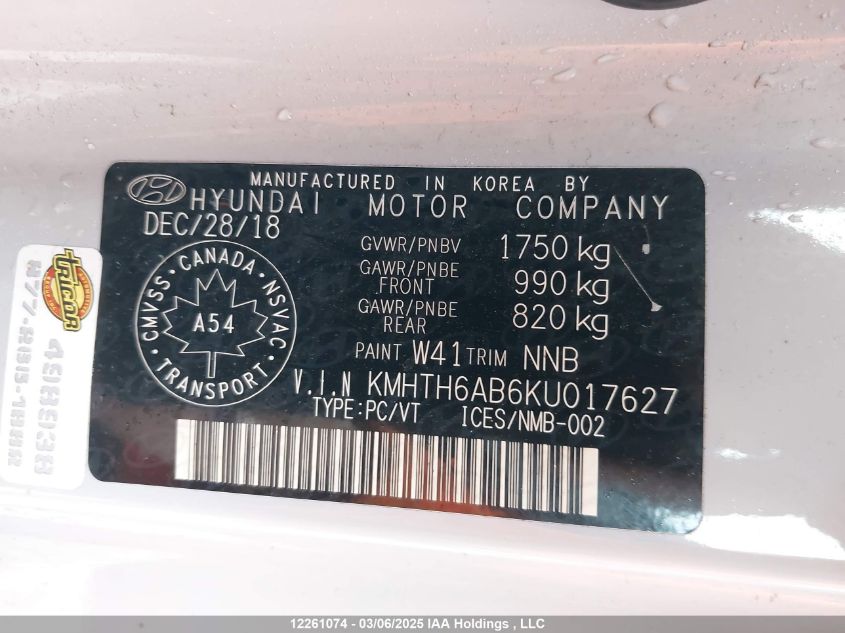 MANUFACTURED IN KOREA BY
HYUNDAI MOTOR COMPANY
DEC/28/18
GVWR/PNBV 1750 kg
GAWR/PNBE FRONT 990 kg
GAWR/PNBE REAR 820 kg
PAINT W41 TRIM NNB
V.I.N KMHTH6AB6KU017627
TYPE:PC/VT ICES/NMB-002
CMVSS · CANADA · NSVAC
A54
TRANSPORT
TRICOR
12261074 - 03/06/2025 IAA Holdings , LLC